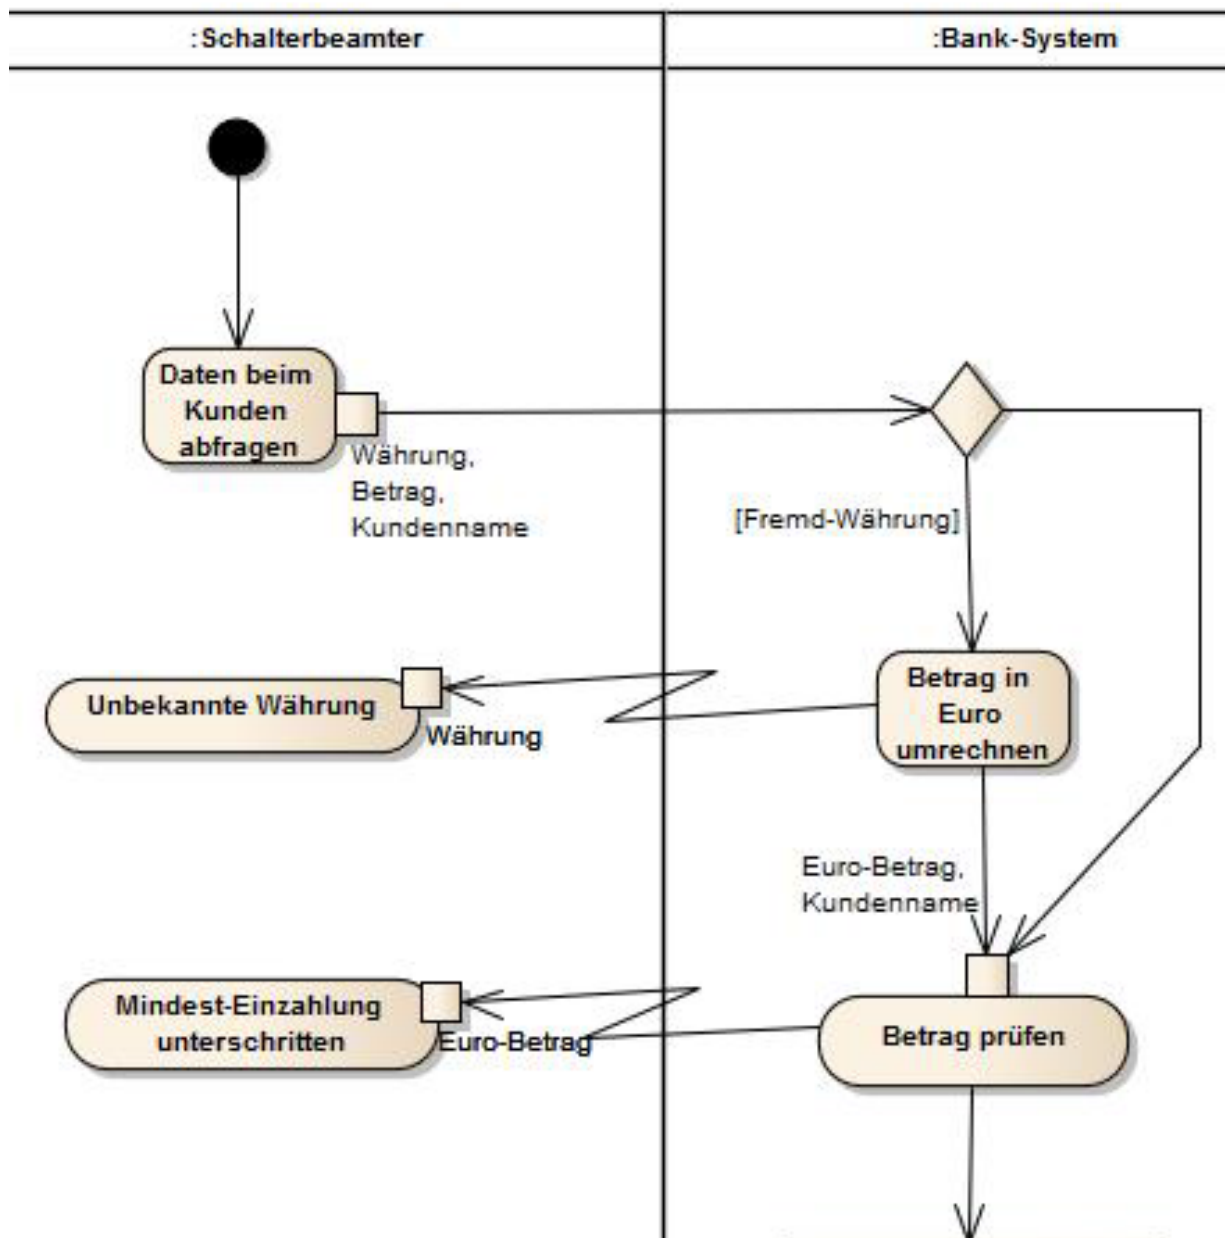 :Schalterbeamter
:Bank-System
Daten beim
Kunden
abfragen
Währung,
Betrag,
Kundenname
[Fremd-Währung]
Unbekannte Währung
Währung
Betrag in
Euro
umrechnen
Euro-Betrag,
Kundenname
Mindest-Einzahlung
unterschritten
Euro-Betrag
Betrag prüfen